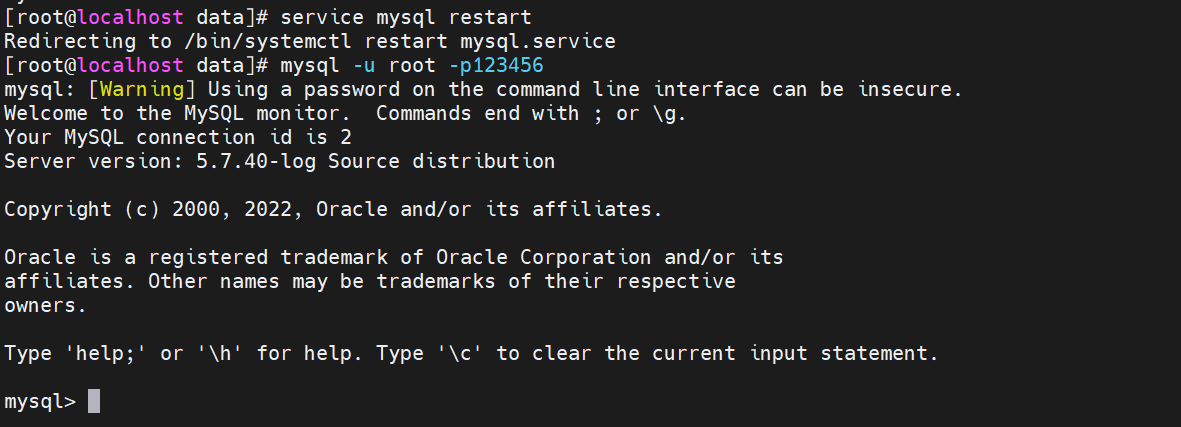 [root@localhost data]# service mysql restart
Redirecting to /bin/systemctl restart mysql.service
[root@localhost data]# mysql -u root -p123456
mysql: [Warning] Using a password on the command line interface can be insecure.
Welcome to the MySQL monitor.  Commands end with ; or \g.
Your MySQL connection id is 2
Server version: 5.7.40-log Source distribution

Copyright (c) 2000, 2022, Oracle and/or its affiliates.

Oracle is a registered trademark of Oracle Corporation and/or its
affiliates. Other names may be trademarks of their respective
owners.

Type 'help;' or '\h' for help. Type '\c' to clear the current input statement.

mysql>